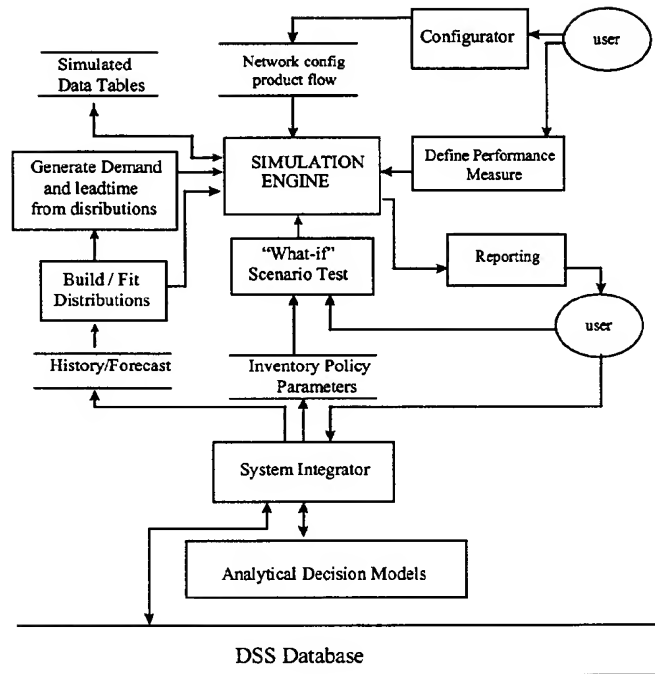 Configurator
user
Simulated
Data Tables
Network config
product flow
Generate Demand
and leadtime
from disributions
SIMULATION
ENGINE
Define Performance
Measure
"What-if"
Scenario Test
Reporting
Build / Fit
Distributions
user
History/Forecast
Inventory Policy
Parameters
System Integrator
Analytical Decision Models
DSS Database